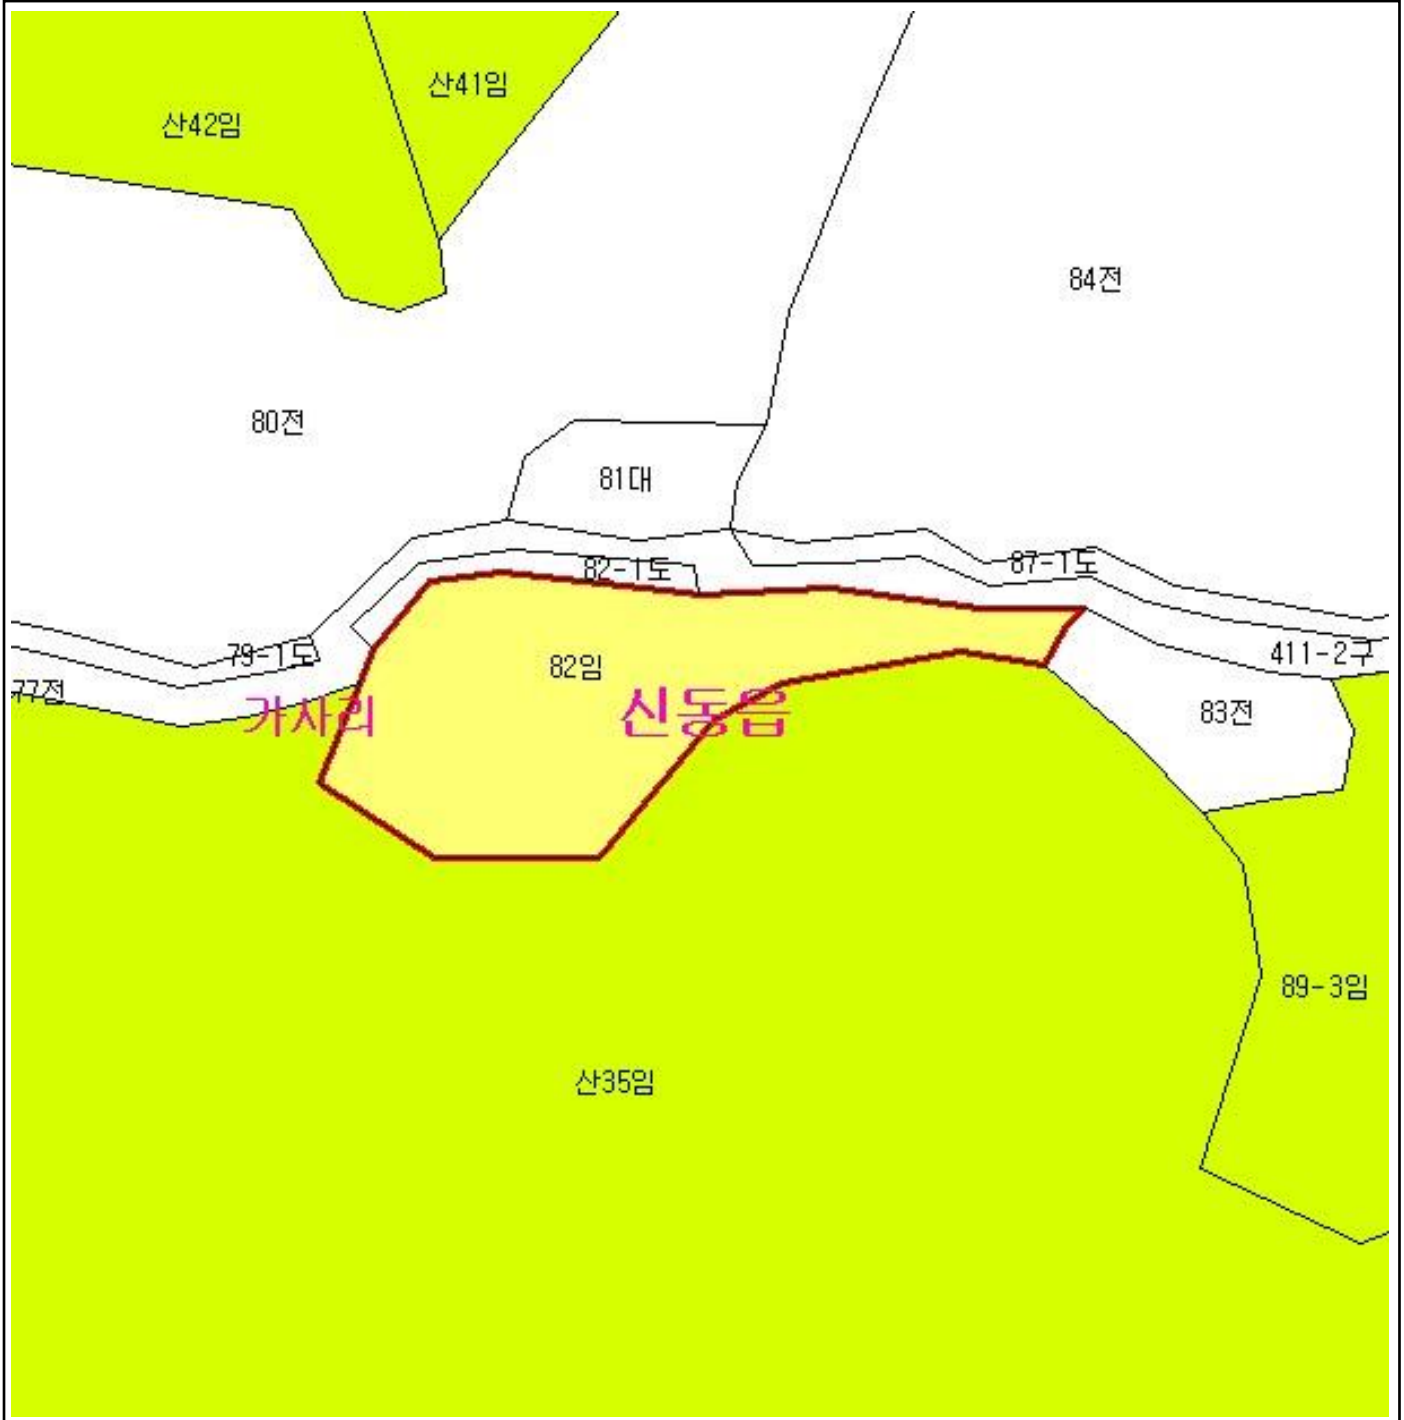 산41임
산42임
84전
80전
81대
87-1도
82-1도
79-1도
411-2구
82임
77전
가사리
신동읍
83전
89-3임
산35임